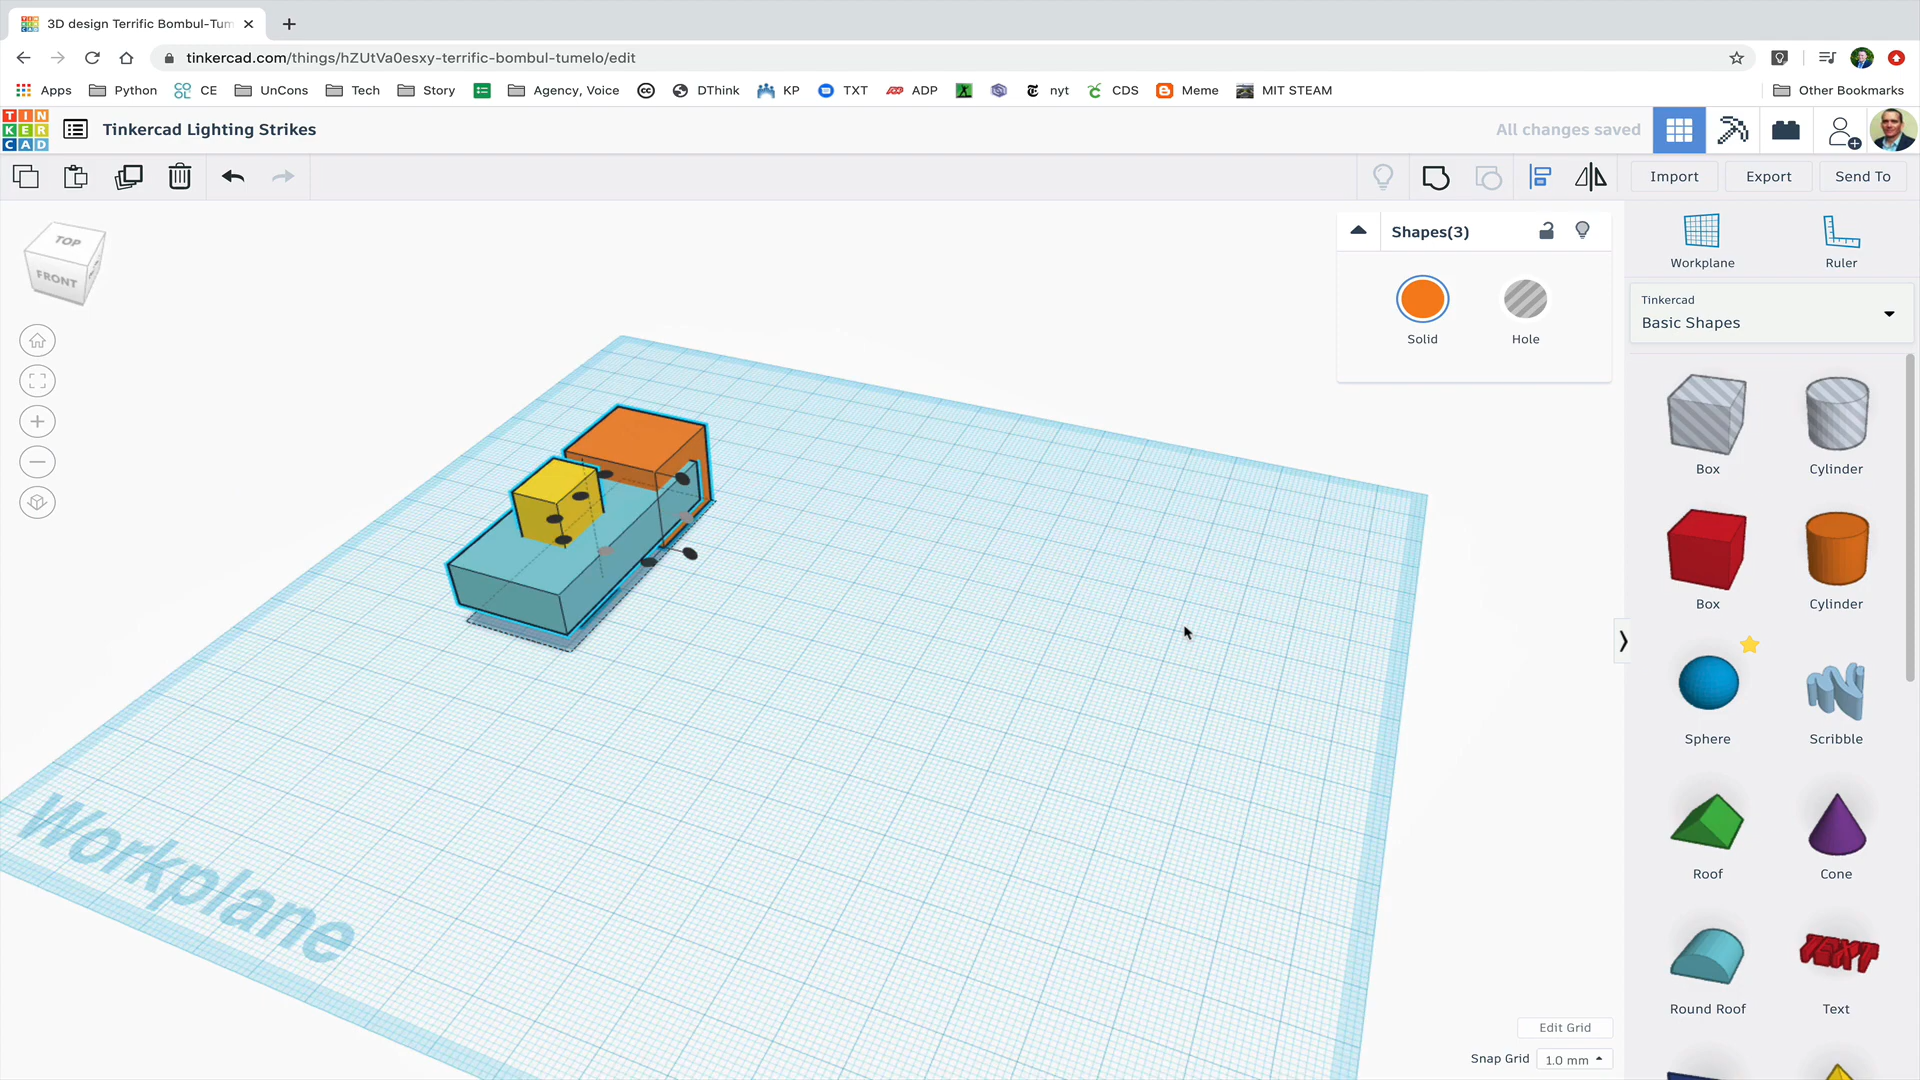 3D design Terrific Bombul-Tum
tinkercad.com/things/hZUtVa0esxy-terrific-bombul-tumelo/edit
Apps Python CE UnCons Tech Story Agency, Voice DThink KP TXT ADP nyt CDS Meme MIT STEAM Other Bookmarks
TIN
KER
CAD
Tinkercad Lighting Strikes
All changes saved
Import Export Send To
TOP
FRONT
Shapes(3)
Solid Hole
Workplane Ruler
Tinkercad
Basic Shapes
Box Cylinder
Box Cylinder
Sphere Scribble
Roof Cone
TEXT
Round Roof Text
Workplane
Edit Grid
Snap Grid 1.0 mm